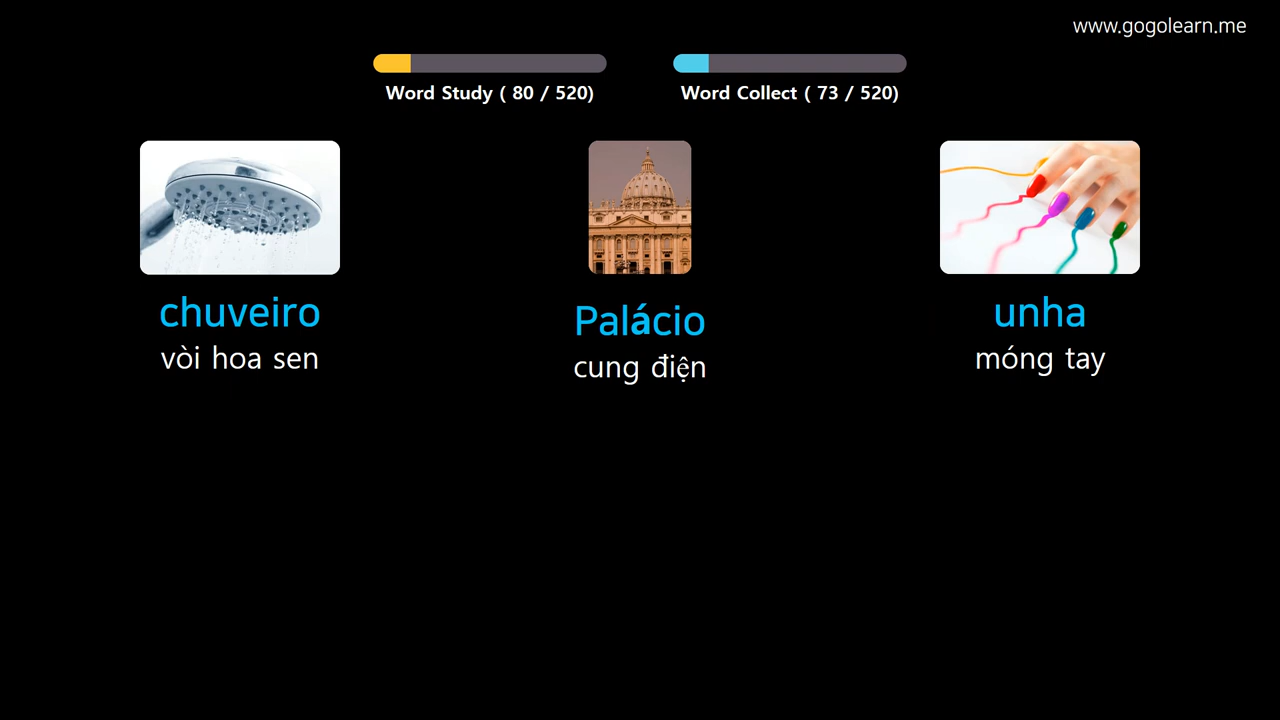 www.gogolearn.me
Word Study ( 80 / 520)
Word Collect ( 73 / 520)
chuveiro
vòi hoa sen
Palácio
cung điện
unha
móng tay